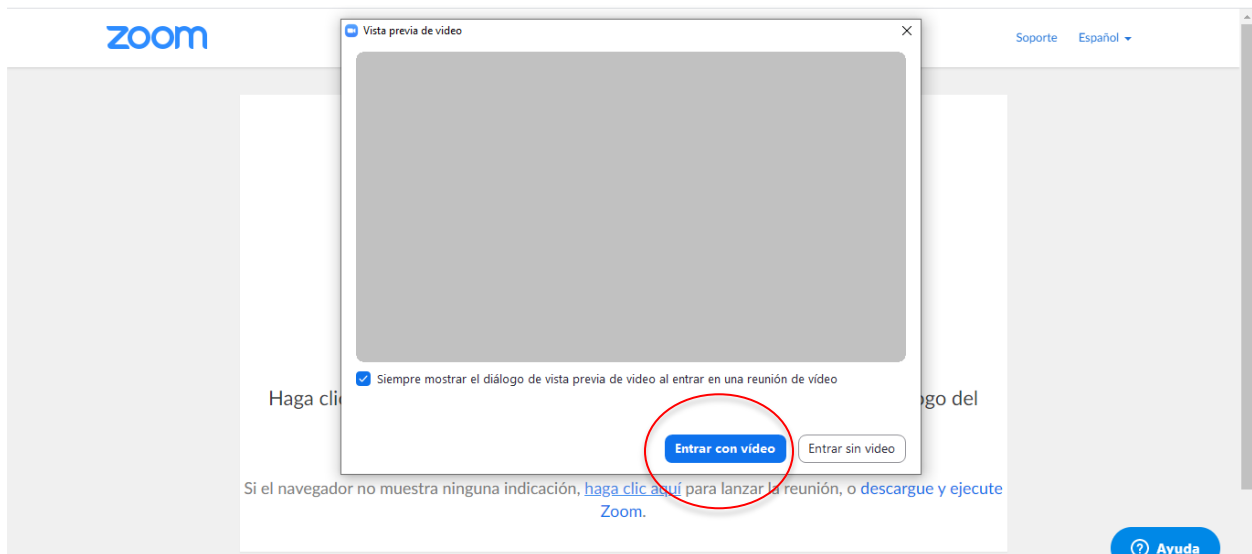 zoom
Vista previa de video
Soporte Español
Siempre mostrar el diálogo de vista previa de video al entrar en una reunión de vídeo
Haga cli
ogo del
Entrar con vídeo Entrar sin video
Si el navegador no muestra ninguna indicación, haga clic aquí para lanzar la reunión, o descargue y ejecute
Zoom.
Ayuda